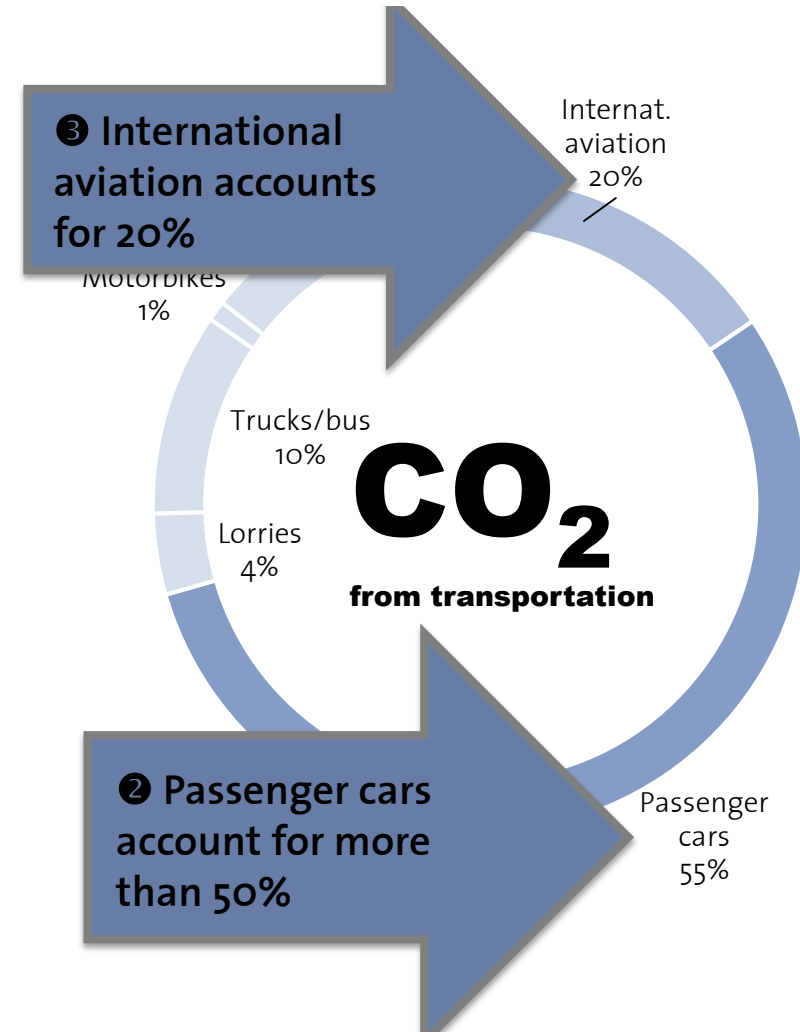 ❸ International
aviation accounts
for 20%
Internat.
aviation
20%
Motorbikes
1%
Trucks/bus
10%
Lorries
4%
CO₂
from transportation
❷ Passenger cars
account for more
than 50%
Passenger
cars
55%